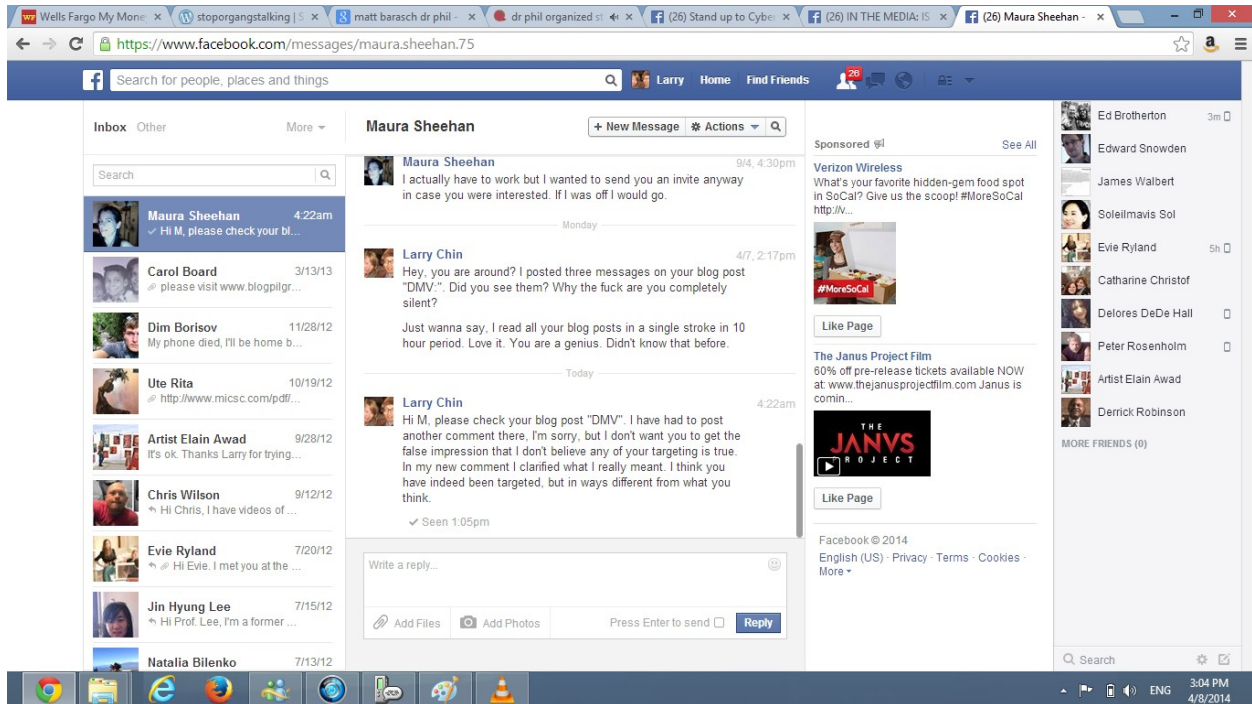 Wells Fargo My Mone
stoporgangstalking | S
matt barasch dr phil -
dr phil organized st
(26) Stand up to Cyber
(26) IN THE MEDIA: IS
(26) Maura Sheehan -
https://www.facebook.com/messages/maura.sheehan.75
Search for people, places and things
Larry Home Find Friends 26
Inbox Other More
Search
Maura Sheehan 4:22am
Hi M, please check your bl...
Carol Board 3/13/13
please visit www.blogpilgr...
Dim Borisov 11/28/12
My phone died, I'll be home b...
Ute Rita 10/19/12
http://www.micsc.com/pdf/...
Artist Elain Awad 9/28/12
It's ok. Thanks Larry for trying...
Chris Wilson 9/12/12
Hi Chris, I have videos of ...
Evie Ryland 7/20/12
Hi Evie. I met you at the ...
Jin Hyung Lee 7/15/12
Hi Prof. Lee, I'm a former ...
Natalia Bilenko 7/13/12
Maura Sheehan
+ New Message Actions
Maura Sheehan 9/4, 4:30pm
I actually have to work but I wanted to send you an invite anyway
in case you were interested. If I was off I would go.
Monday
Larry Chin 4/7, 2:17pm
Hey, you are around? I posted three messages on your blog post
"DMV:". Did you see them? Why the fuck are you completely
silent?
Just wanna say, I read all your blog posts in a single stroke in 10
hour period. Love it. You are a genius. Didn't know that before.
Today
Larry Chin 4:22am
Hi M, please check your blog post "DMV". I have had to post
another comment there, I'm sorry, but I don't want you to get the
false impression that I don't believe any of your targeting is true.
In my new comment I clarified what I really meant. I think you
have indeed been targeted, but in ways different from what you
think.
Seen 1:05pm
Write a reply...
Add Files Add Photos Press Enter to send Reply
Sponsored See All
Verizon Wireless
What's your favorite hidden-gem food spot
in SoCal? Give us the scoop! #MoreSoCal
http://v...
#MoreSoCal
Like Page
The Janus Project Film
60% off pre-release tickets available NOW
at: www.thejanusprojectfilm.com Janus is
comin...
THE
JANVS
PROJECT
Like Page
Facebook © 2014
English (US) · Privacy · Terms · Cookies ·
More
Ed Brotherton 3m
Edward Snowden
James Walbert
Soleilmavis Sol
Evie Ryland 5h
Catharine Christof
Delores DeDe Hall
Peter Rosenholm
Artist Elain Awad
Derrick Robinson
MORE FRIENDS (0)
Search
ENG
3:04 PM
4/8/2014